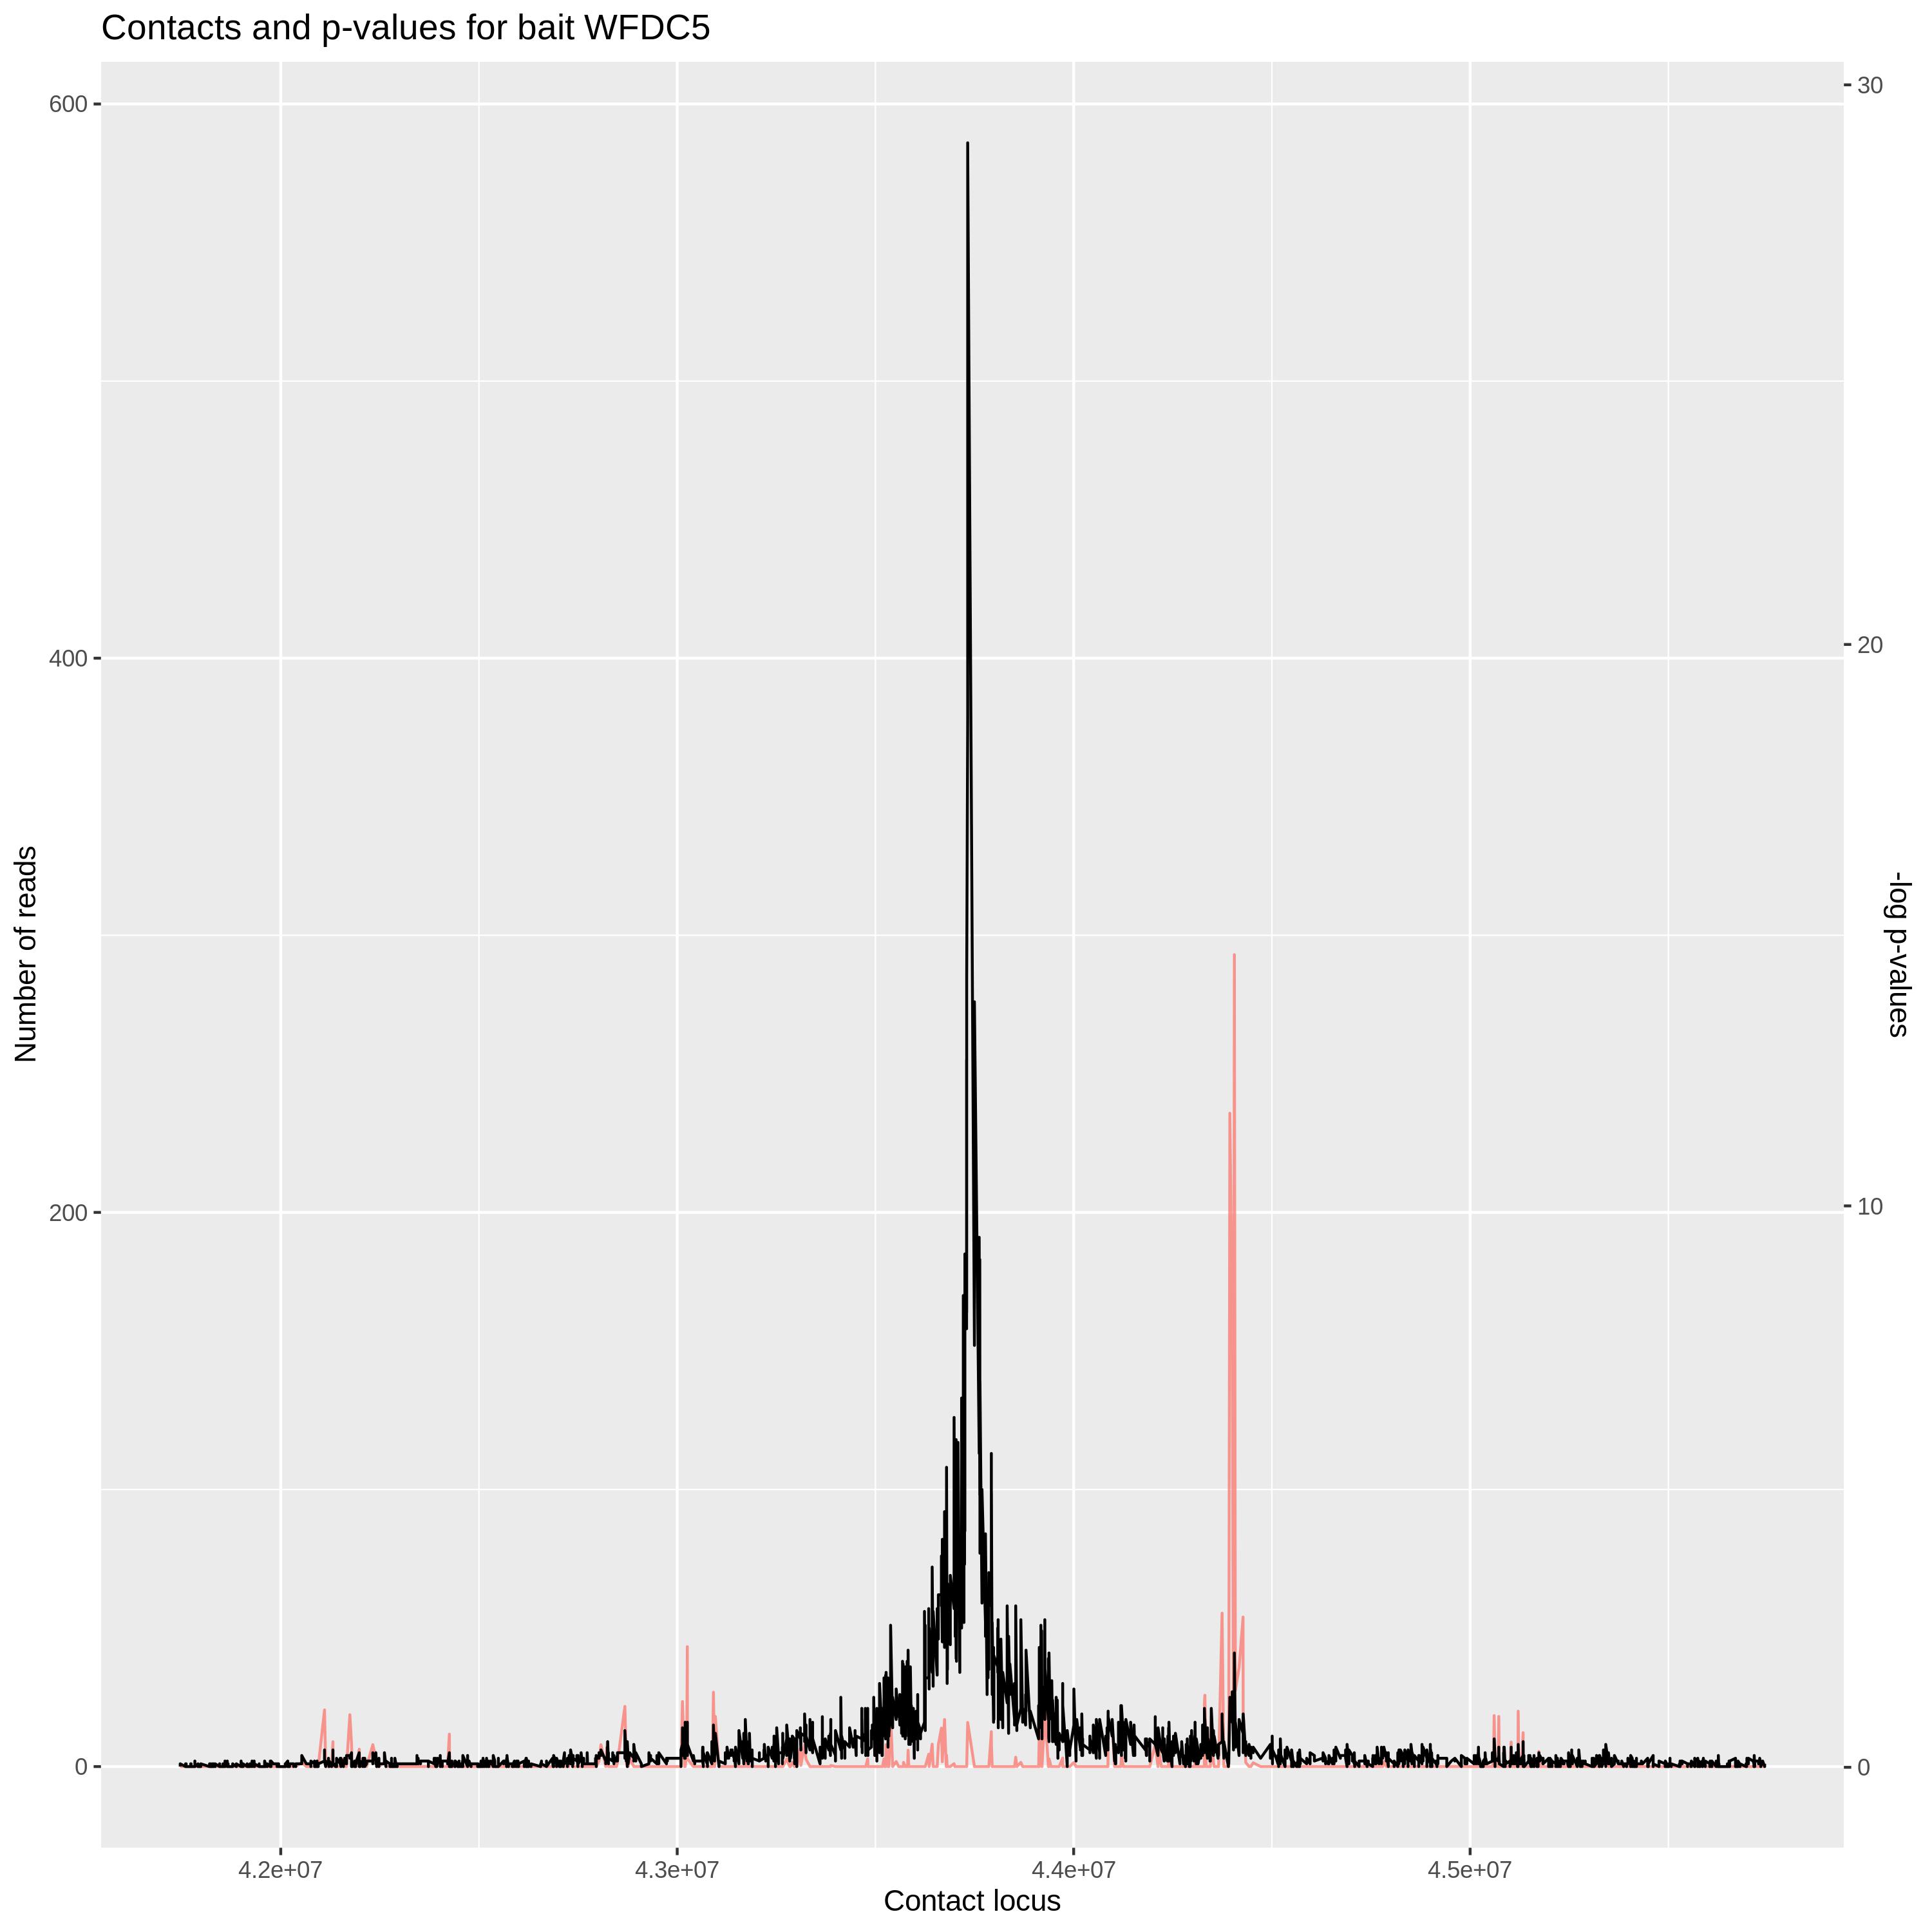 Contacts and p-values for bait WFDC5
600
400
200
0
30
20
10
0
Number of reads
-log p-values
4.2e+07
4.3e+07
4.4e+07
4.5e+07
Contact locus